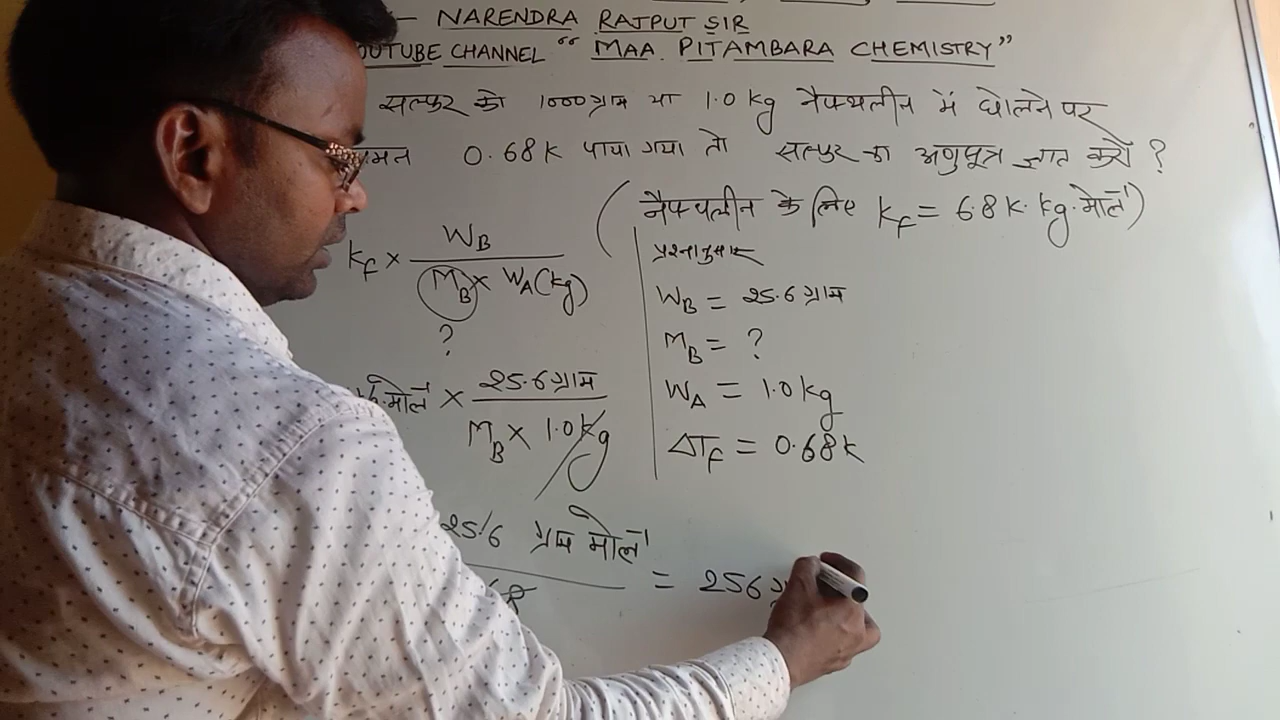 — NARENDRA RAJPUT SIR
YOUTUBE CHANNEL “ MAA. PITAMBARA CHEMISTRY”
सल्फर को 1000 ग्राम या 1.0 kg नैफ्थलीन में घोलने पर
0.68 K पाया गया तो सल्फर का अणुसूत्र ज्ञात करो ?
( नैफ्थलीन के लिए Kf = 6.8 K. kg. मोल⁻¹)
Kf × WB / MB × WA(kg)
?
मोल⁻¹ × 25.6 ग्राम / MB × 1.0 kg
प्रश्नानुसार
WB = 25.6 ग्राम
MB = ?
WA = 1.0 kg
ΔTf = 0.68 K
25.6 ग्राम मोल⁻¹
= 256